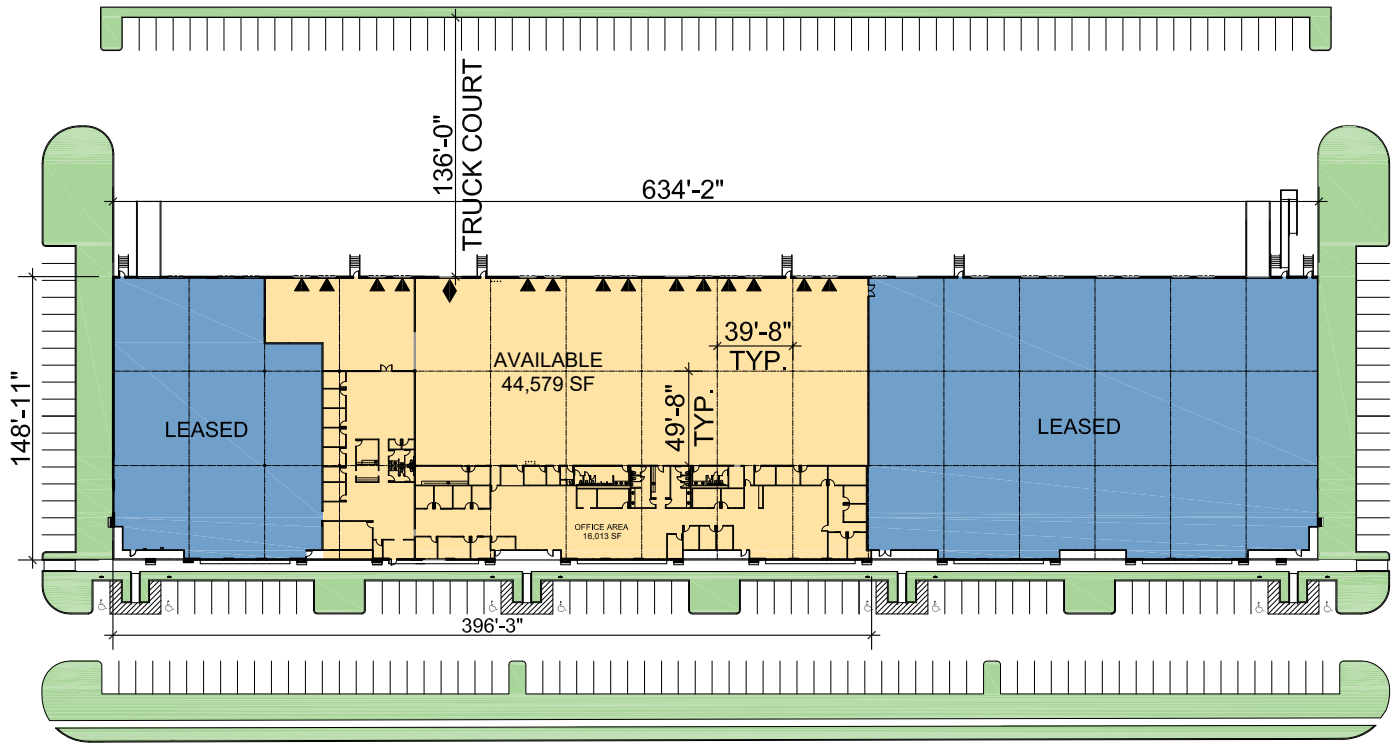 136'-0"
TRUCK COURT
634'-2"
148'-11"
LEASED
AVAILABLE
44,579 SF
39'-8"
TYP.
49'-8"
TYP.
LEASED
OFFICE AREA
16,013 SF
396'-3"